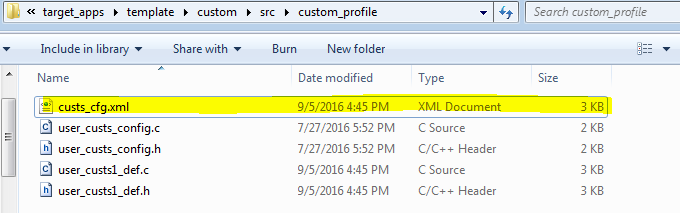 « target_apps ▸ template ▸ custom ▸ src ▸ custom_profile
Search custom_profile
Include in library Share with Burn New folder
Name Date modified Type Size
custs_cfg.xml 9/5/2016 4:45 PM XML Document 3 KB
user_custs_config.c 7/27/2016 5:52 PM C Source 2 KB
user_custs_config.h 7/27/2016 5:52 PM C/C++ Header 2 KB
user_custs1_def.c 9/5/2016 4:45 PM C Source 3 KB
user_custs1_def.h 9/5/2016 4:45 PM C/C++ Header 3 KB